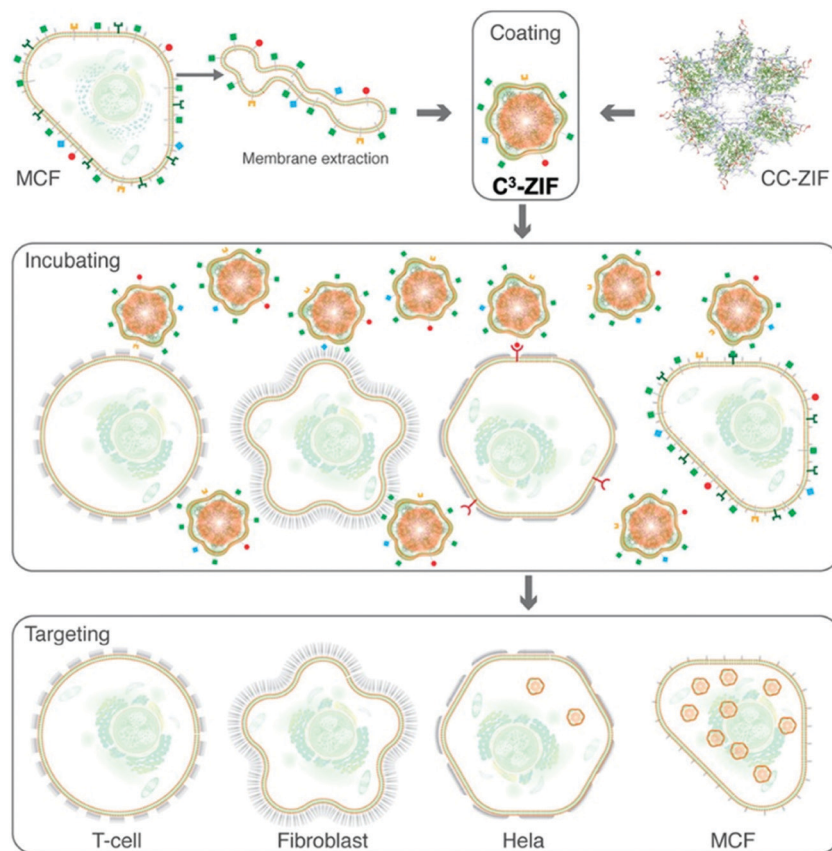 Coating
MCF
Membrane extraction
C³-ZIF
CC-ZIF
Incubating
Targeting
T-cell
Fibroblast
Hela
MCF